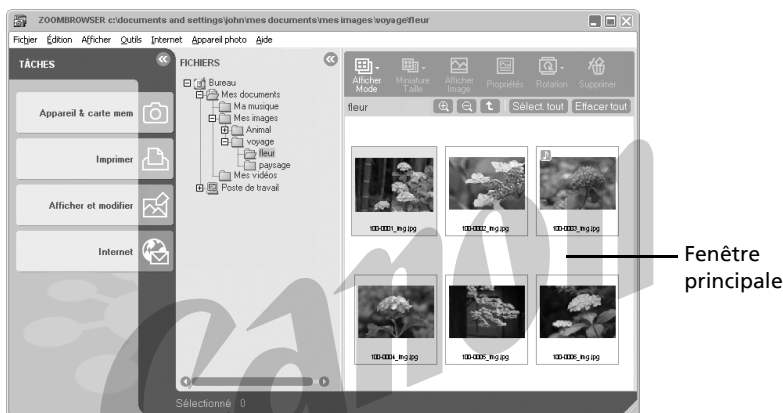 ZOOMBROWSER c:\documents and settings\john\mes documents\mes images\voyage\fleur
Fichier Édition Afficher Outils Internet Appareil photo Aide
TÂCHES
Appareil & carte mem
Imprimer
Afficher et modifier
Internet
FICHIERS
Bureau
Mes documents
Ma musique
Mes images
Animal
voyage
fleur
paysage
Mes vidéos
Poste de travail
Afficher Mode
Miniature Taille
Afficher Image
Propriétés
Rotation
Supprimer
fleur
Sélect. tout
Effacer tout
100-0001_img.jpg
100-0002_img.jpg
100-0003_img.jpg
100-0004_img.jpg
100-0005_img.jpg
100-0006_img.jpg
Sélectionné 0
Fenêtre
principale
Canon